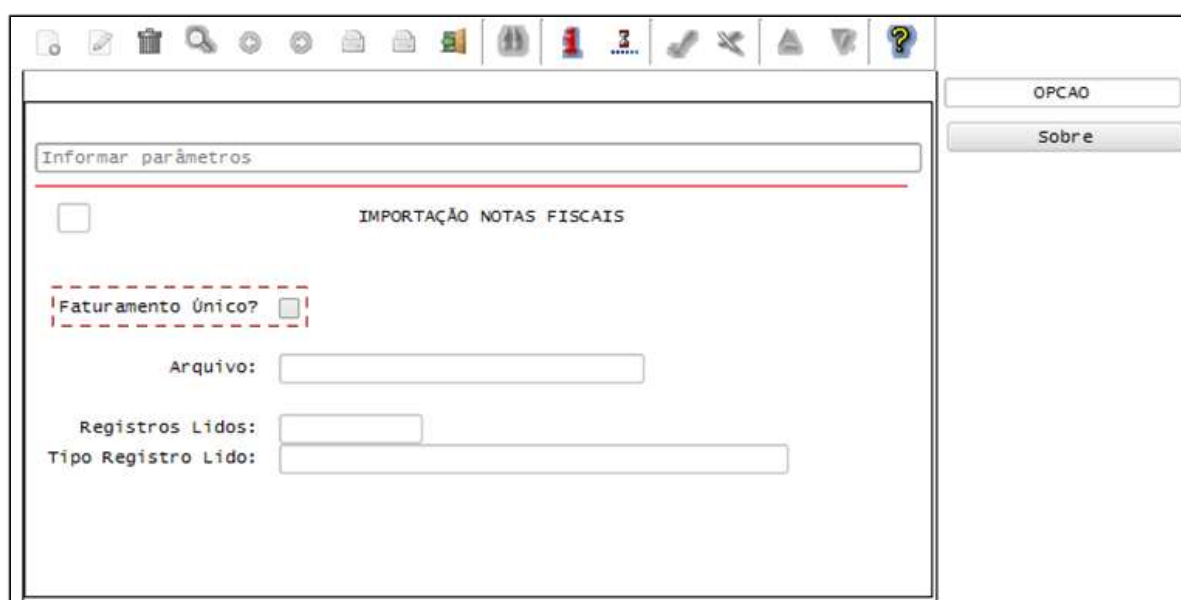 OPCAO
Sobre
Informar parâmetros
IMPORTAÇÃO NOTAS FISCAIS
Faturamento Único?
Arquivo:
Registros Lidos:
Tipo Registro Lido: